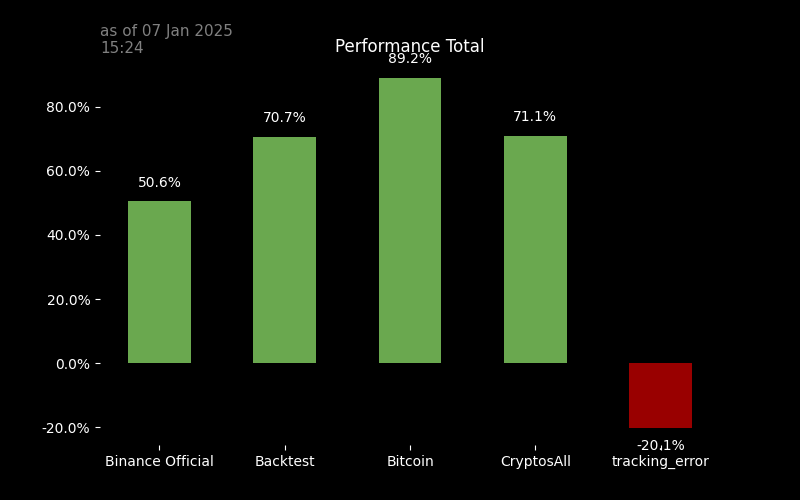 as of 07 Jan 2025
15:24
Performance Total
89.2%
80.0%
70.7%
71.1%
60.0%
50.6%
40.0%
20.0%
0.0%
-20.0%
-20.1%
Binance Official
Backtest
Bitcoin
CryptosAll
tracking_error